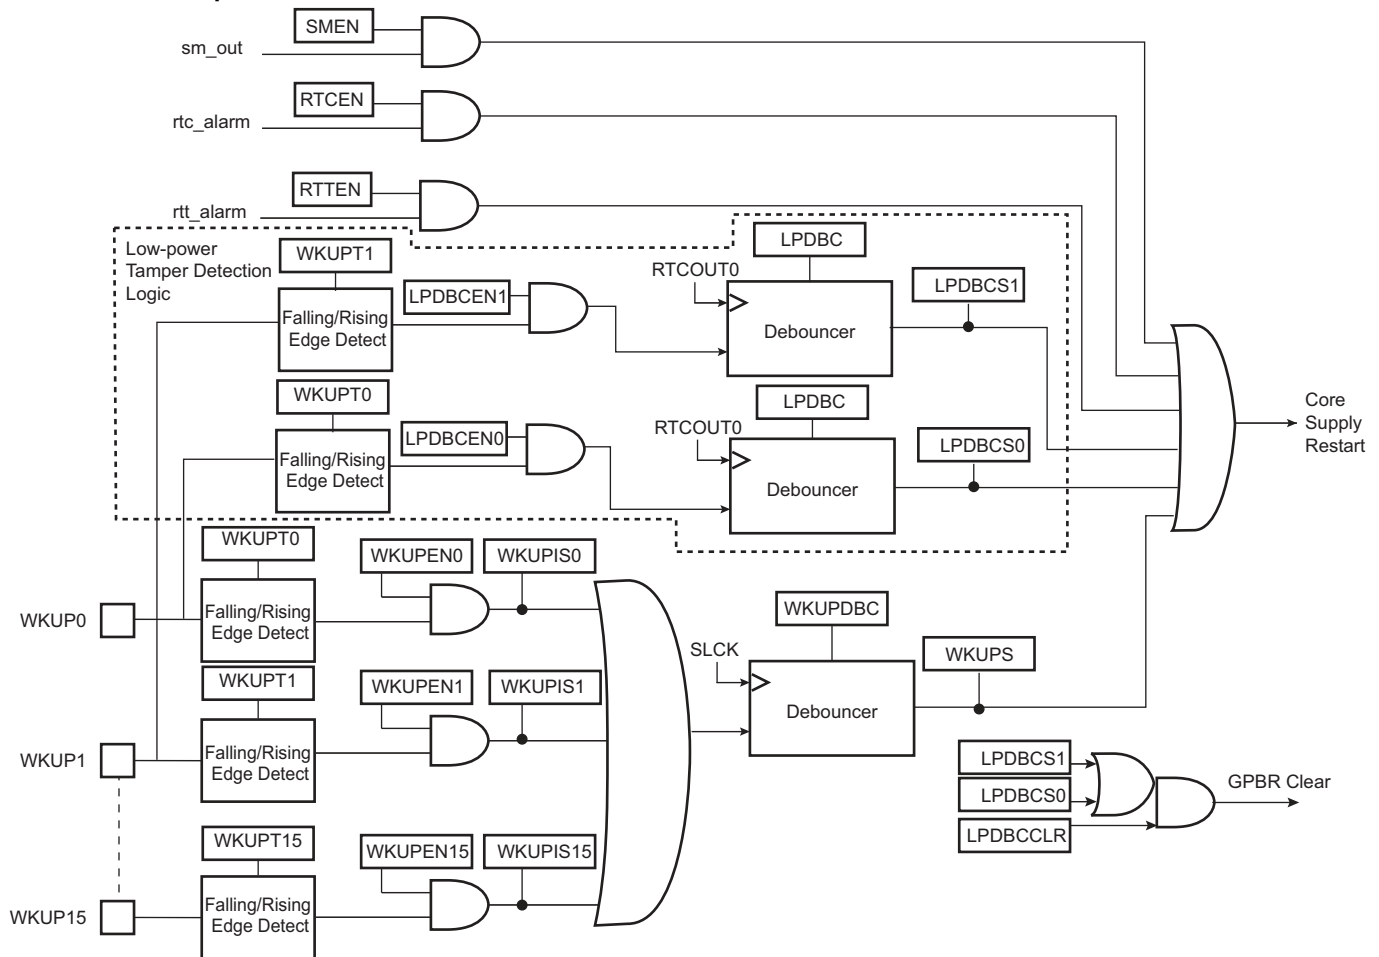 SMEN
sm_out
RTCEN
rtc_alarm
RTTEN
rtt_alarm
Low-power
Tamper Detection
Logic
WKUPT1
Falling/Rising
Edge Detect
LPDBCEN1
RTCOUT0
LPDBC
Debouncer
LPDBCS1
WKUPT0
Falling/Rising
Edge Detect
LPDBCEN0
RTCOUT0
LPDBC
Debouncer
LPDBCS0
Core
Supply
Restart
WKUPT0
WKUP0
Falling/Rising
Edge Detect
WKUPEN0
WKUPIS0
WKUPT1
WKUP1
Falling/Rising
Edge Detect
WKUPEN1
WKUPIS1
SLCK
WKUPDBC
Debouncer
WKUPS
WKUPT15
WKUP15
Falling/Rising
Edge Detect
WKUPEN15
WKUPIS15
LPDBCS1
LPDBCS0
LPDBCCLR
GPBR Clear